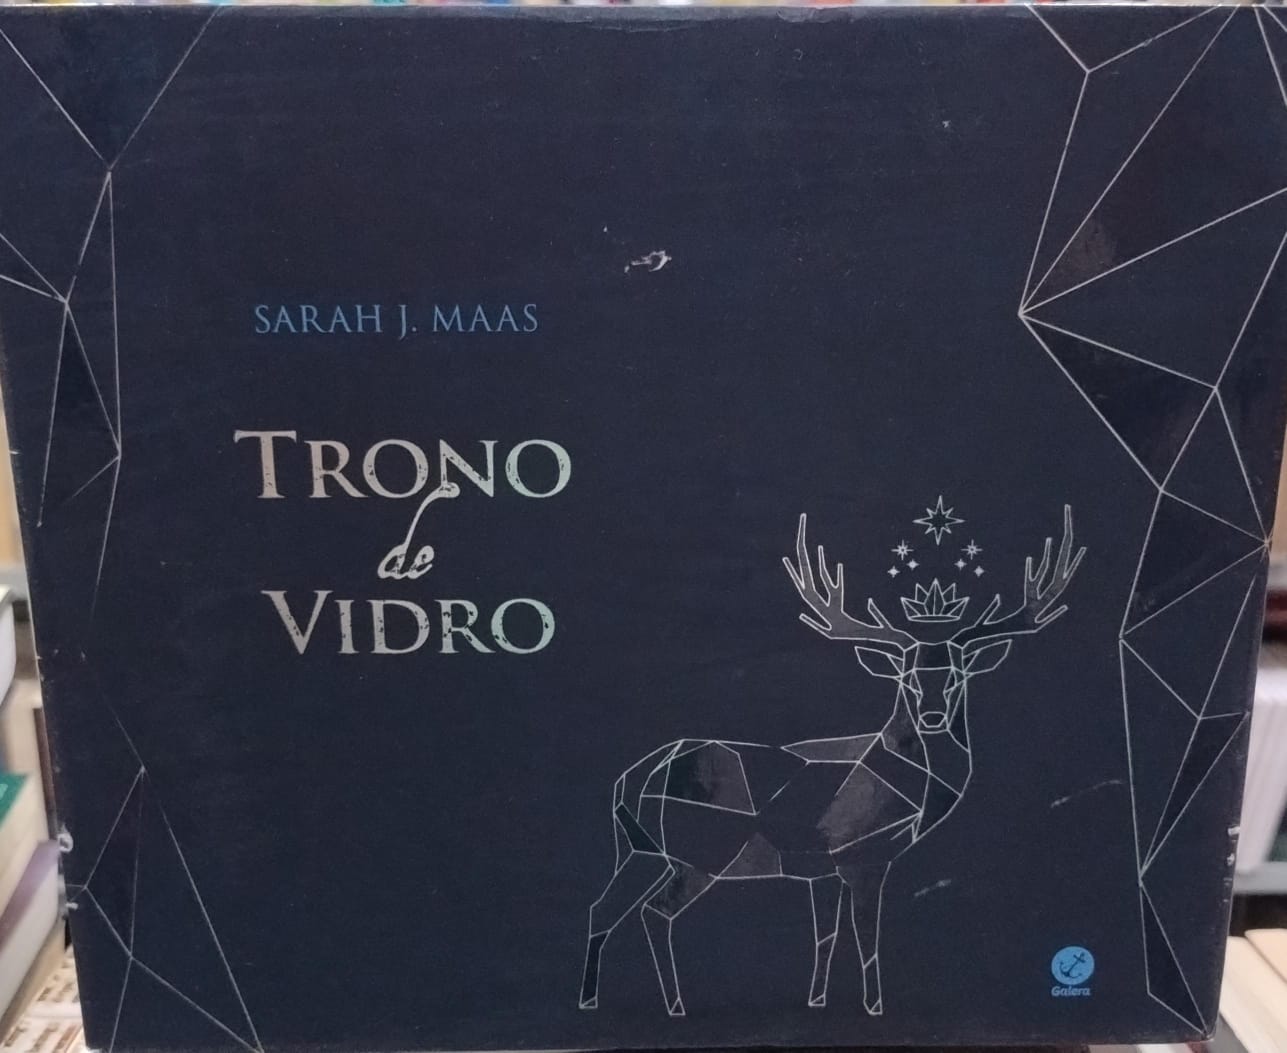 SARAH J. MAAS
TRONO
de
VIDRO
Galera